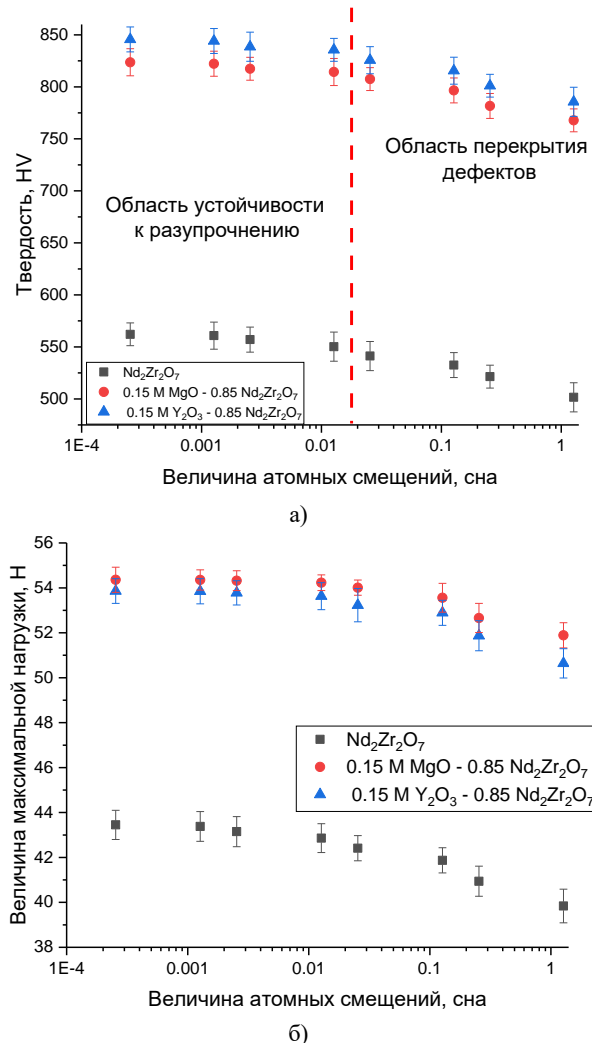 850
800
750
700
650
600
550
500
Твердость, HV
Область перекрытия
дефектов
Область устойчивости
к разупрочнению
Nd₂Zr₂O₇
0.15 M MgO - 0.85 Nd₂Zr₂O₇
0.15 M Y₂O₃ - 0.85 Nd₂Zr₂O₇
1E-4 0.001 0.01 0.1 1
Величина атомных смещений, сна
а)
56
54
52
50
48
46
44
42
40
38
Величина максимальной нагрузки, Н
Nd₂Zr₂O₇
0.15 M MgO - 0.85 Nd₂Zr₂O₇
0.15 M Y₂O₃ - 0.85 Nd₂Zr₂O₇
1E-4 0.001 0.01 0.1 1
Величина атомных смещений, сна
б)